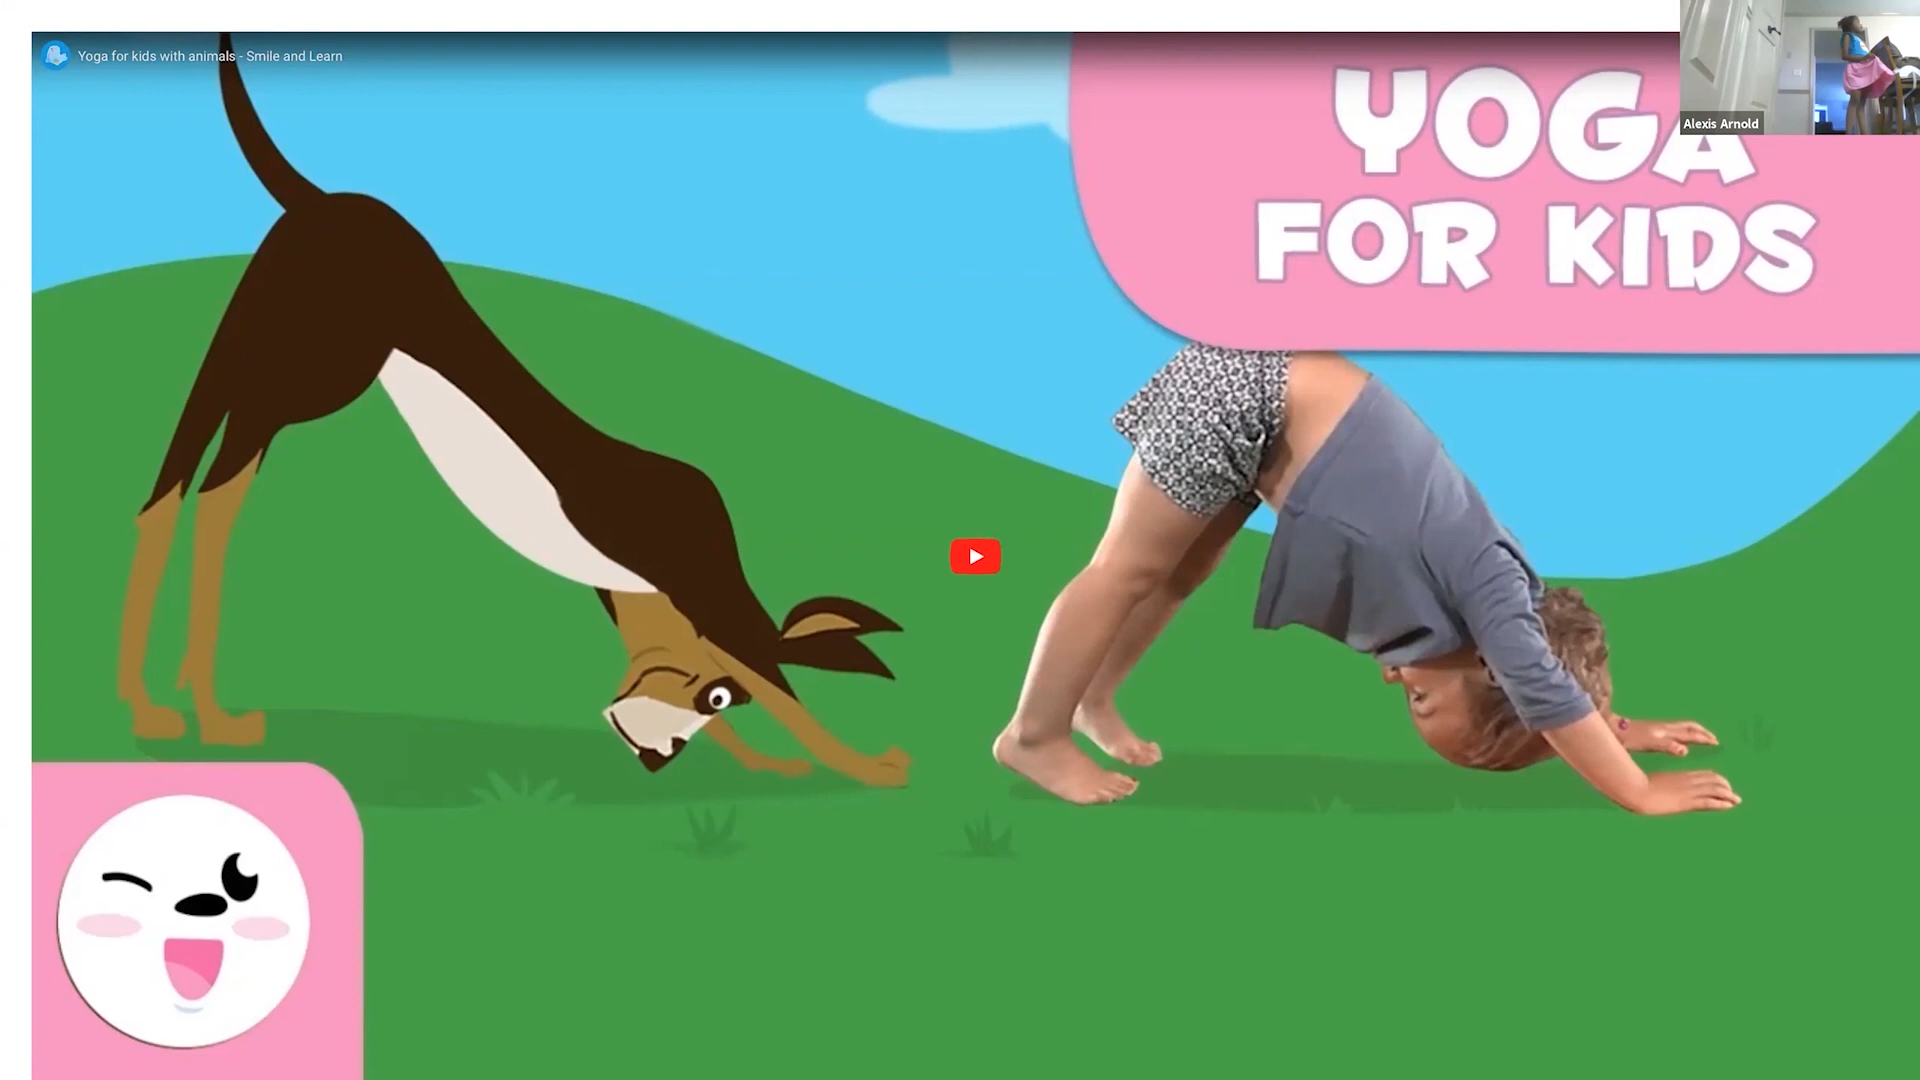 Yoga for kids with animals - Smile and Learn
YOGA
FOR KIDS
Alexis Arnold